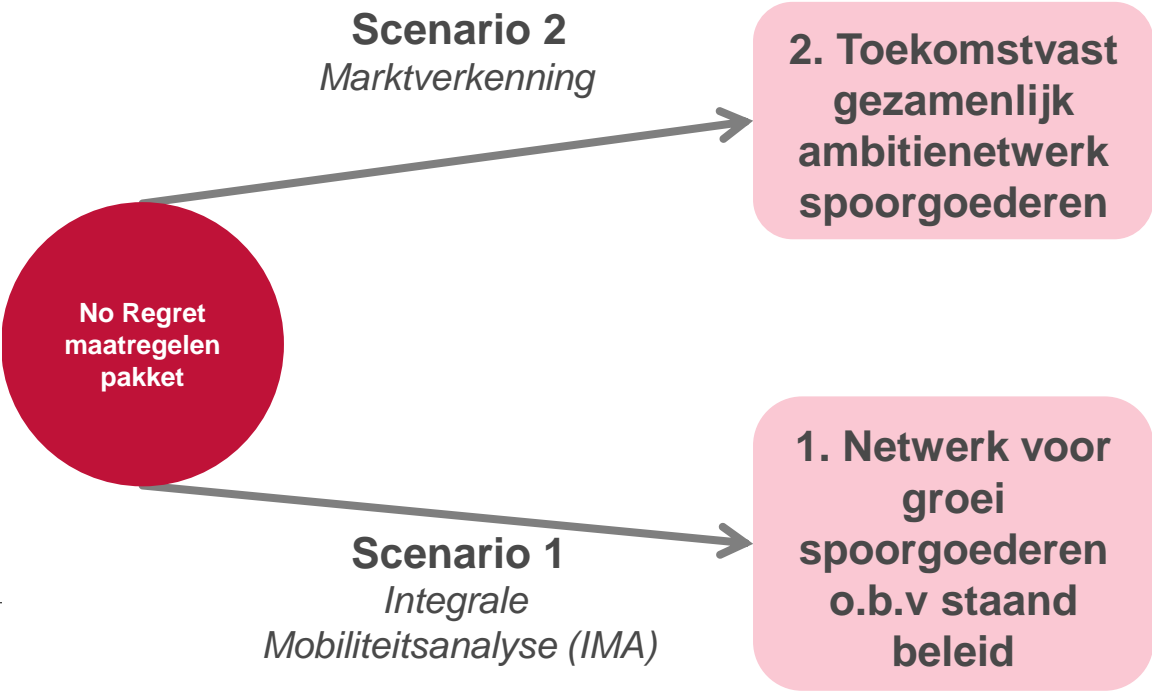 Scenario 2
Marktverkenning
2. Toekomstvast
gezamenlijk
ambitienetwerk
spoorgoederen
No Regret
maatregelen
pakket
Scenario 1
Integrale
Mobiliteitsanalyse (IMA)
1. Netwerk voor
groei
spoorgoederen
o.b.v staand
beleid